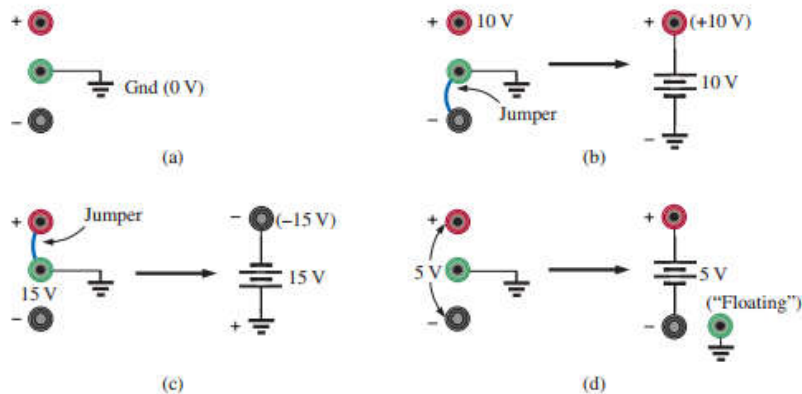 +
Gnd (0 V)
−
(a)
+ 10 V
Jumper
−
+ (+10 V)
10 V
−
(b)
+ Jumper
15 V
−
− (−15 V)
15 V
+
(c)
+
5 V
−
+
5 V
("Floating")
−
(d)